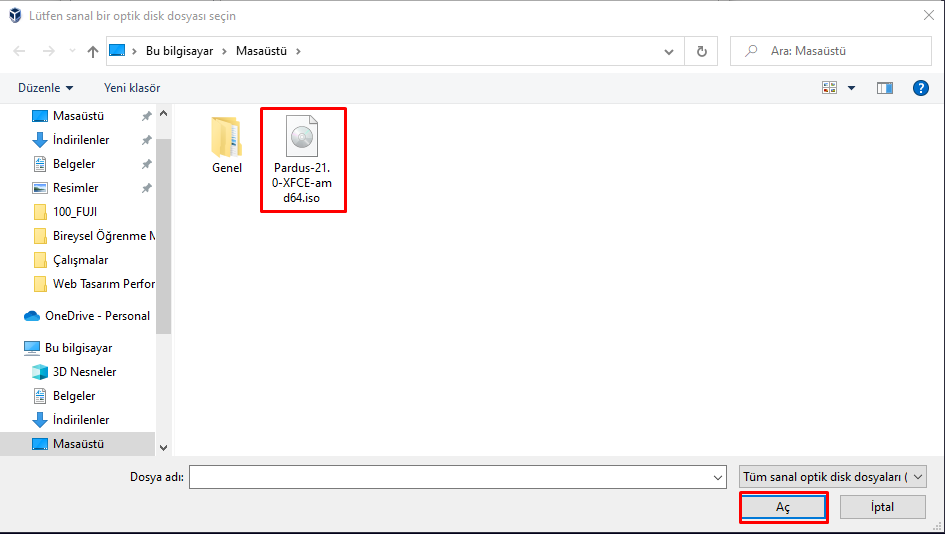 Lütfen sanal bir optik disk dosyası seçin
Bu bilgisayar
Masaüstü
Ara: Masaüstü
Düzenle
Yeni klasör
?
Masaüstü
İndirilenler
Belgeler
Resimler
100_FUJI
Bireysel Öğrenme M
Çalışmalar
Web Tasarım Perfor
OneDrive - Personal
Bu bilgisayar
3D Nesneler
Belgeler
İndirilenler
Masaüstü
Genel
Pardus-21.
0-XFCE-am
d64.iso
Dosya adı:
Tüm sanal optik disk dosyaları (
Aç
İptal